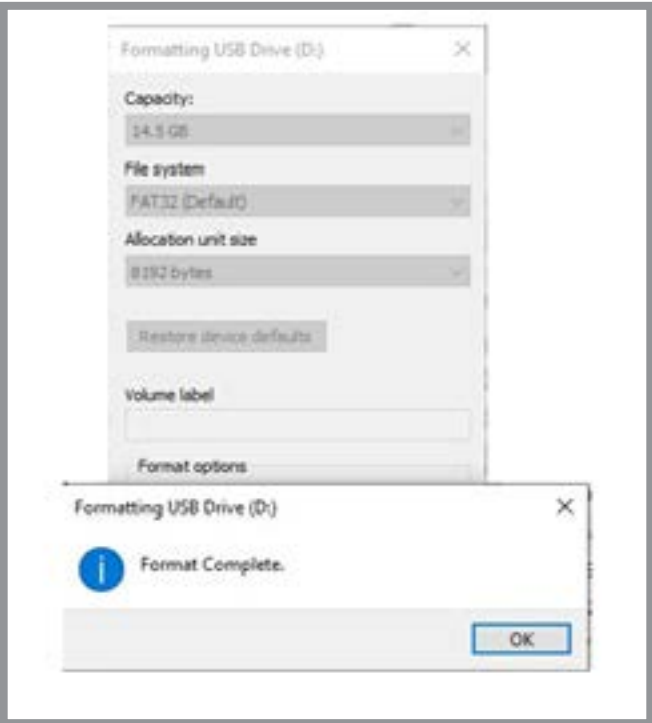 Formatting USB Drive (D:)
Capacity:
14.5 GB
File system
FAT32 (Default)
Allocation unit size
8192 bytes
Restore device defaults
Volume label
Format options
Formatting USB Drive (D:)
Format Complete.
OK